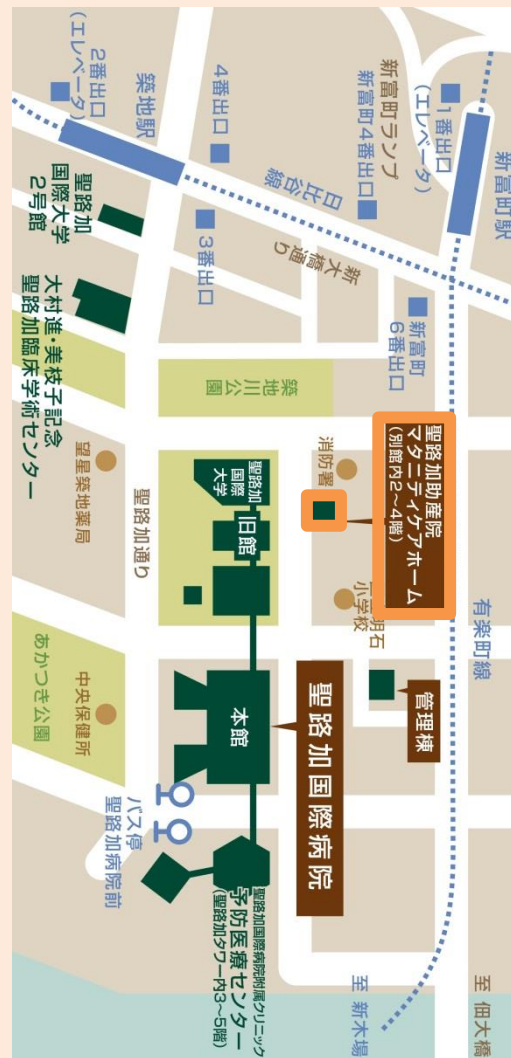 新富町駅
1番出口
(エレベータ)
新富町ランプ
新富町4番出口
4番出口
築地駅
2番出口
(エレベータ)
日比谷線
新大橋通り
3番出口
聖路加
国際大学
2号館
新富町
6番出口
築地川公園
大村進・美枝子記念
聖路加臨床学術センター
聖路加助産院
マタニティケアホーム
(別館内2~4階)
消防署
聖路加
国際
大学
旧館
聖路加通り
望星築地薬局
有楽町線
明石
小学校
管理棟
聖路加国際病院
本館
中央保健所
あかつき公園
バス停
聖路加病院前
聖路加国際病院附属クリニック
予防医療センター
(聖路加タワー内3~5階)
至 佃大橋
至 新木場